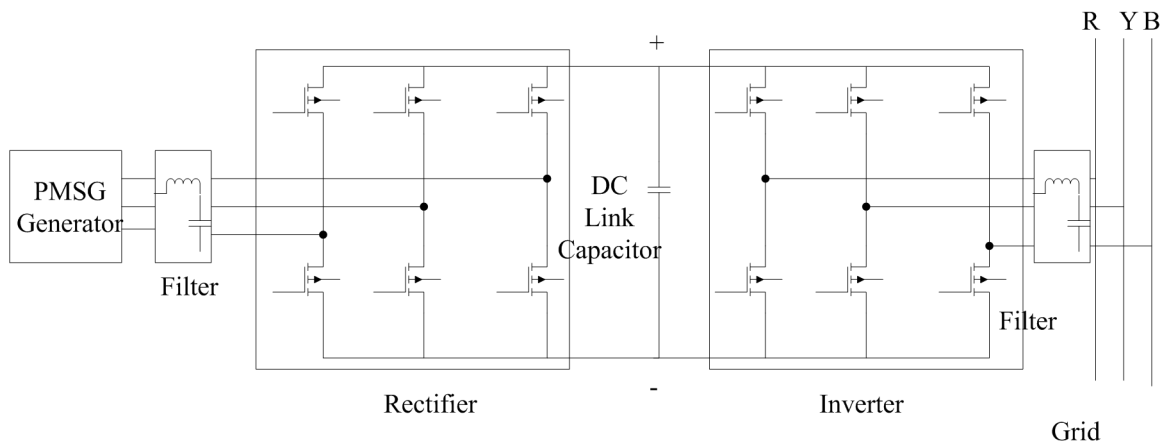 R Y B
+
PMSG
Generator
Filter
DC
Link
Capacitor
Filter
-
Rectifier
Inverter
Grid